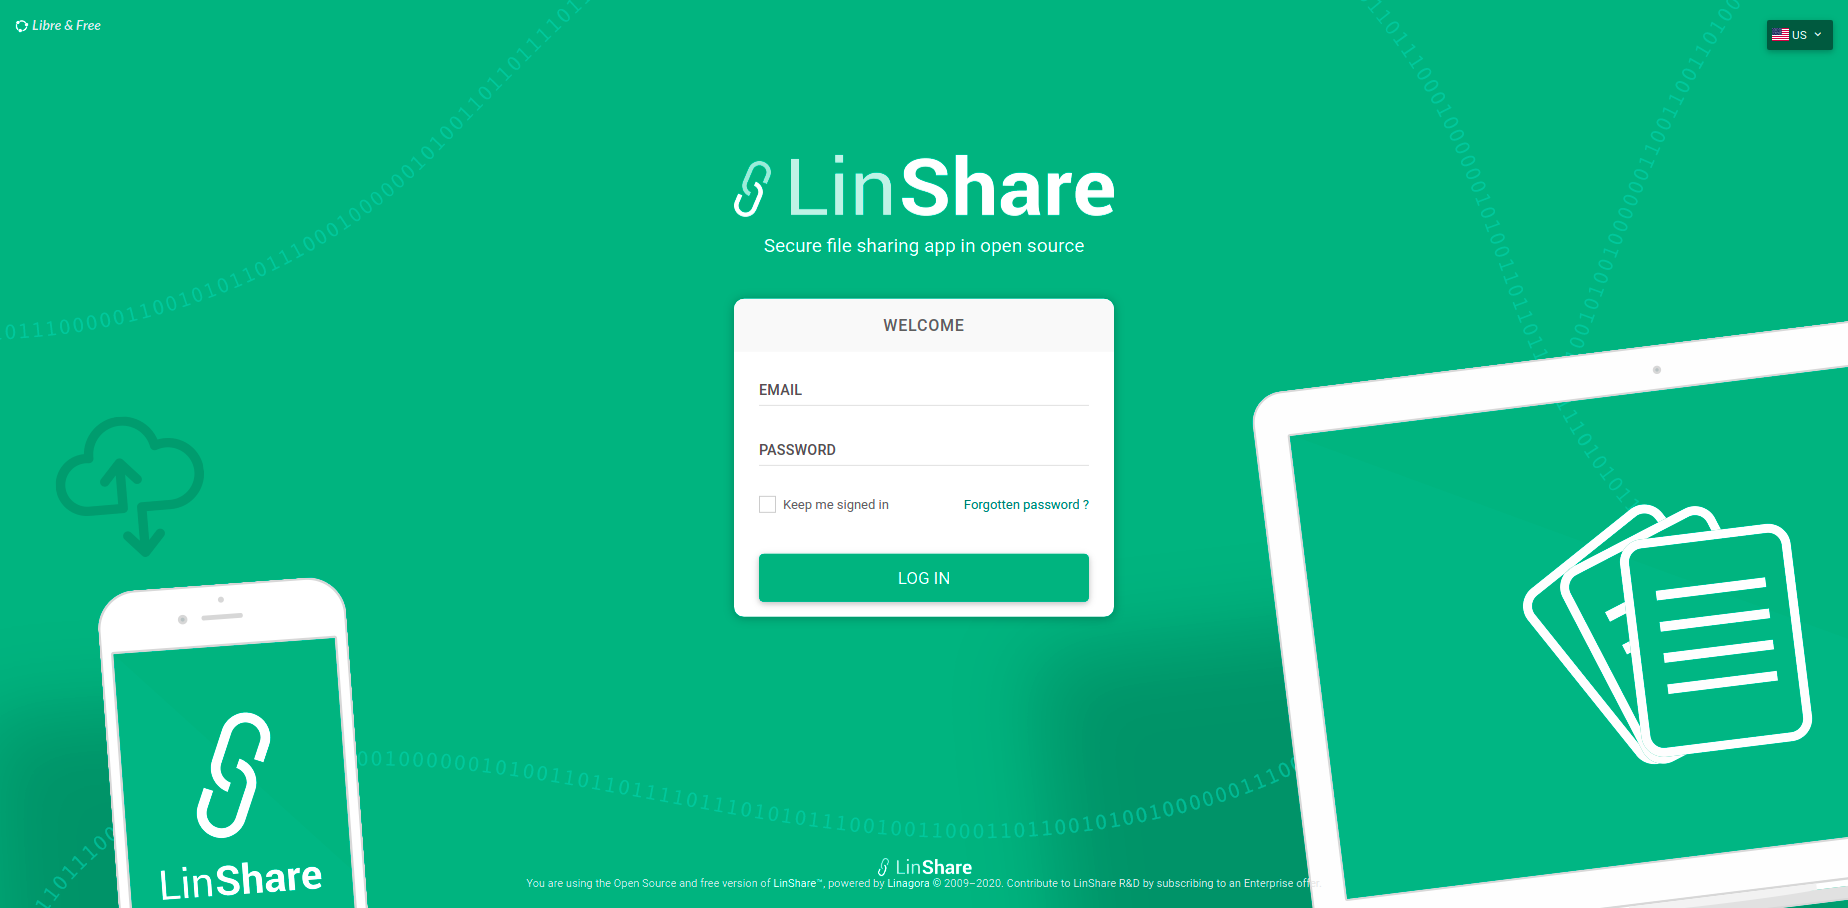 Libre & Free
US
LinShare
Secure file sharing app in open source
WELCOME
EMAIL
PASSWORD
Keep me signed in
Forgotten password ?
LOG IN
LinShare
LinShare
You are using the Open Source and free version of LinShare™, powered by Linagora © 2009–2020. Contribute to LinShare R&D by subscribing to an Enterprise offer.